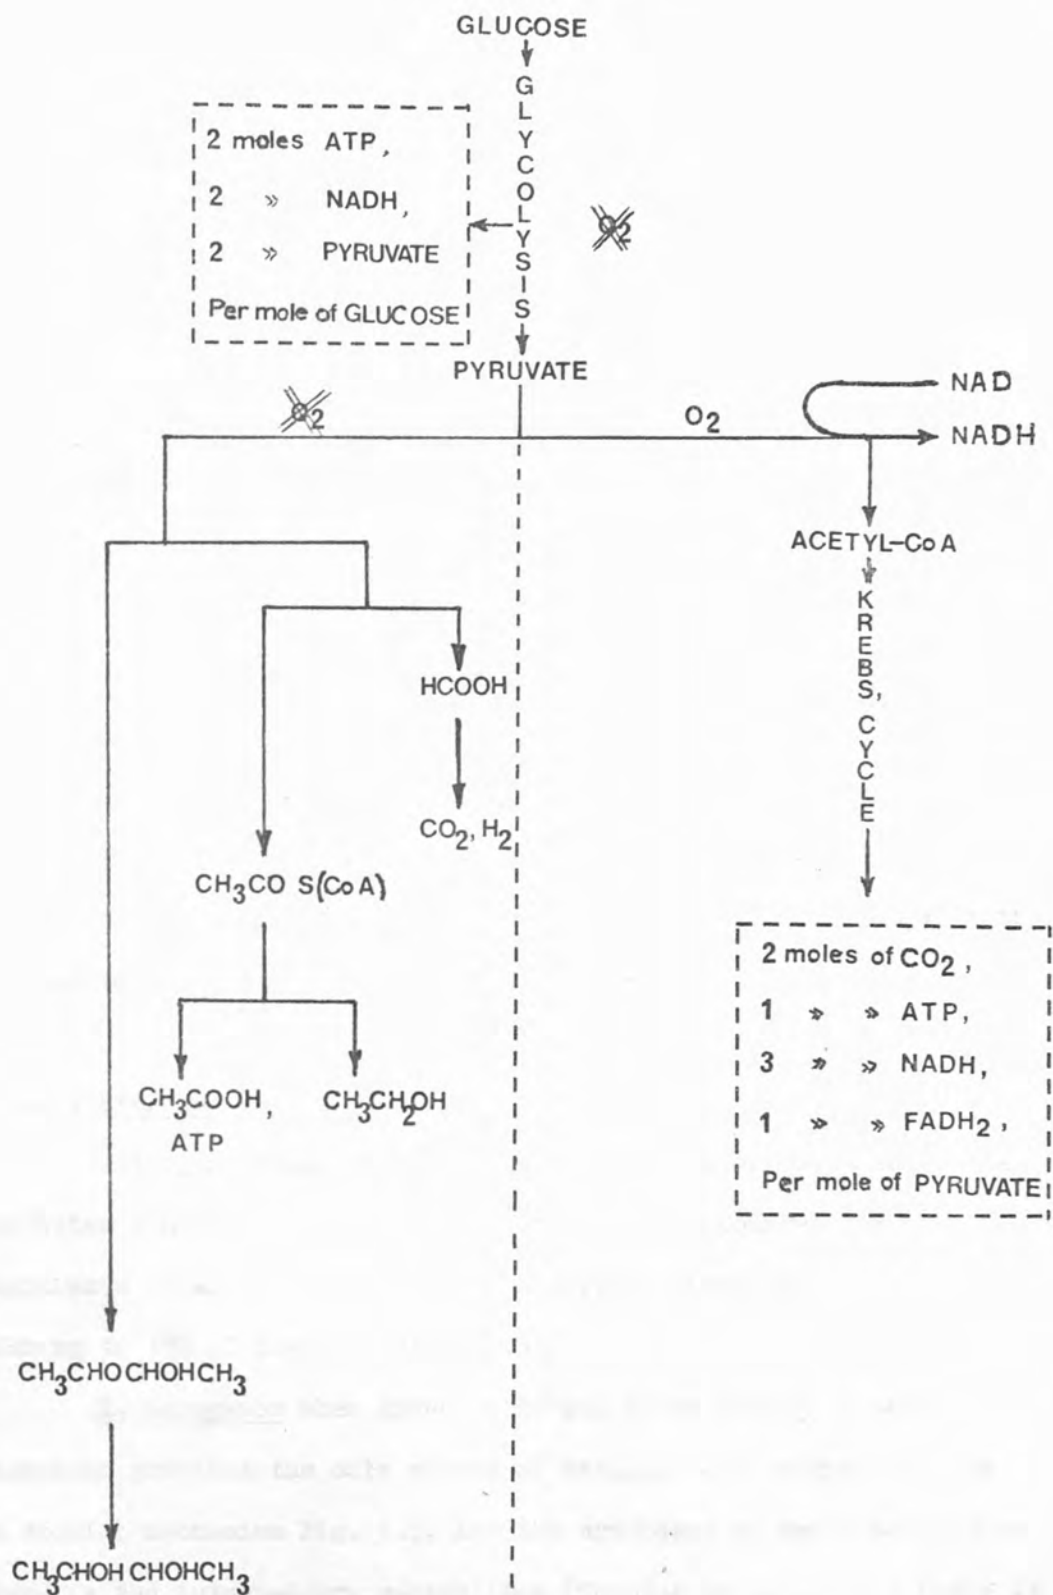 GLUCOSE
GLYCOLYSIS
2 moles ATP,
2 » NADH,
2 » PYRUVATE
Per mole of GLUCOSE
O2
PYRUVATE
O2
O2
NAD
NADH
ACETYL-CoA
KREBS, CYCLE
HCOOH
CO2, H2
CH3CO S(CoA)
CH3COOH, CH3CH2OH
ATP
2 moles of CO2,
1 » » ATP,
3 » » NADH,
1 » » FADH2,
Per mole of PYRUVATE
CH3CHOCHOHCH3
CH3CHOHCHOHCH3